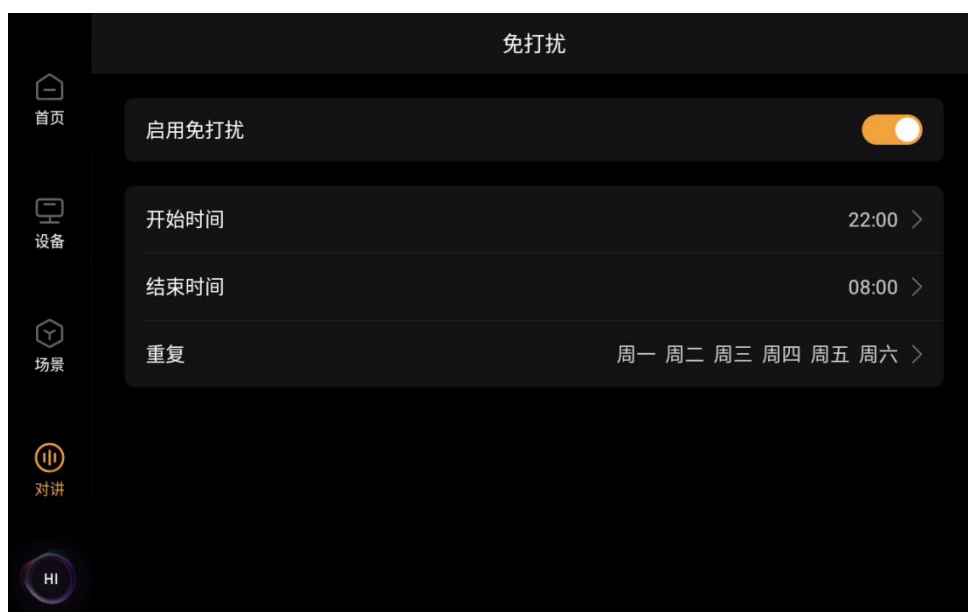 免打扰
首页
启用免打扰
设备
开始时间 22:00
结束时间 08:00
场景
重复 周一 周二 周三 周四 周五 周六
对讲
HI